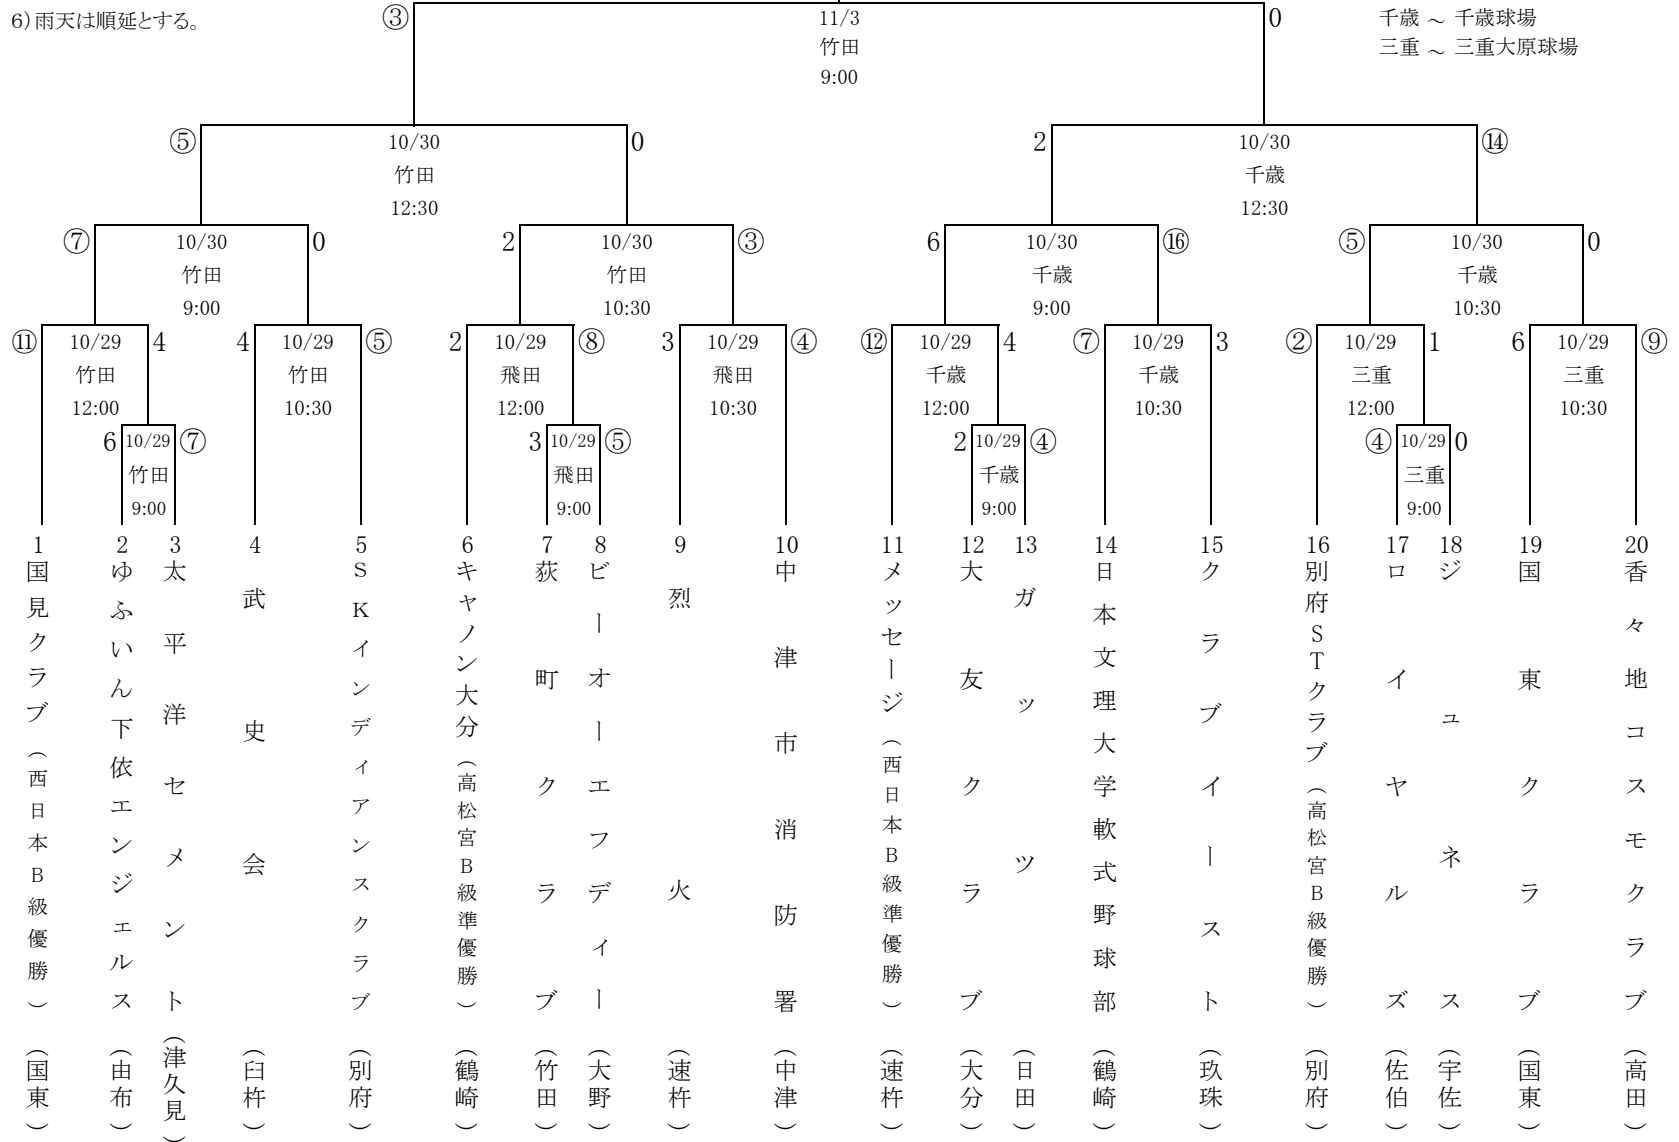 6)雨天は順延とする。
千歳 ～ 千歳球場
三重 ～ 三重大原球場
③ 11/3 0
竹田
9:00
⑤ 10/30 0
竹田
12:30
2 10/30 ⑭
千歳
12:30
⑦ 10/30 0
竹田
9:00
2 10/30 ③
竹田
10:30
6 10/30 ⑯
千歳
9:00
⑤ 10/30 0
千歳
10:30
⑪ 10/29 4
竹田
12:00
4 10/29 ⑤
竹田
10:30
2 10/29 ⑧
飛田
12:00
3 10/29 ④
飛田
10:30
⑫ 10/29 4
千歳
12:00
⑦ 10/29 3
千歳
10:30
② 10/29 1
三重
12:00
6 10/29 ⑨
三重
10:30
6 10/29 ⑦
竹田
9:00
3 10/29 ⑤
飛田
9:00
2 10/29 ④
千歳
9:00
④ 10/29 0
三重
9:00
1 国見クラブ(西日本B級優勝) (国東)
2 ゆふいん下依エンジェルス (由布)
3 太平洋セメント (津久見)
4 武史会 (臼杵)
5 SKインディアンスクラブ (別府)
6 キャノン大分(高松宮B級準優勝) (鶴崎)
7 荻町クラブ (竹田)
8 ビーオーエフディー (大野)
9 烈火 (速杵)
10 中津市消防署 (中津)
11 メッセージ(西日本B級準優勝) (速杵)
12 大友クラブ (大分)
13 ガッツ (日田)
14 日本文理大学軟式野球部 (鶴崎)
15 クラブイースト (玖珠)
16 別府STクラブ(高松宮B級優勝) (別府)
17 ロイヤルズ (佐伯)
18 ジュネス (宇佐)
19 国東クラブ (国東)
20 香々地コスモクラブ (高田)